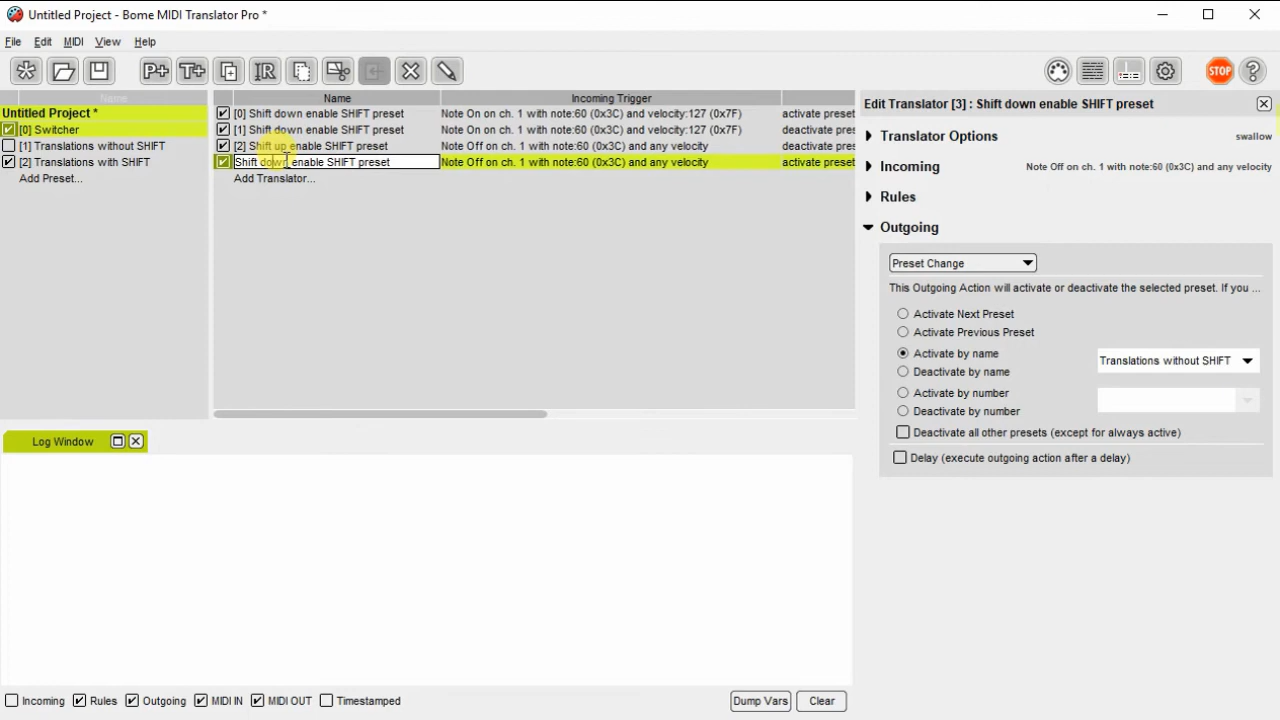 Untitled Project * - Bome MIDI Translator Pro *
File Edit MIDI View Help
P+ T+ R STOP ?
Name
Untitled Project *
[0] Switcher
[1] Translations without SHIFT
[2] Translations with SHIFT
Add Preset...
Name Incoming Trigger
[0] Shift down enable SHIFT preset Note On on ch. 1 with note:60 (0x3C) and velocity:127 (0x7F) activate preset
[1] Shift down enable SHIFT preset Note On on ch. 1 with note:60 (0x3C) and velocity:127 (0x7F) deactivate pres
[2] Shift up enable SHIFT preset Note Off on ch. 1 with note:60 (0x3C) and any velocity deactivate pres
Shift down enable SHIFT preset Note Off on ch. 1 with note:60 (0x3C) and any velocity activate preset
Add Translator...
Edit Translator [3] : Shift down enable SHIFT preset
Translator Options swallow
Incoming Note Off on ch. 1 with note:60 (0x3C) and any velocity
Rules
Outgoing
Preset Change
This Outgoing Action will activate or deactivate the selected preset. If you ...
Activate Next Preset
Activate Previous Preset
Activate by name
Translations without SHIFT
Deactivate by name
Activate by number
Deactivate by number
Deactivate all other presets (except for always active)
Delay (execute outgoing action after a delay)
Log Window
Incoming Rules Outgoing MIDI IN MIDI OUT Timestamped Dump Vars Clear